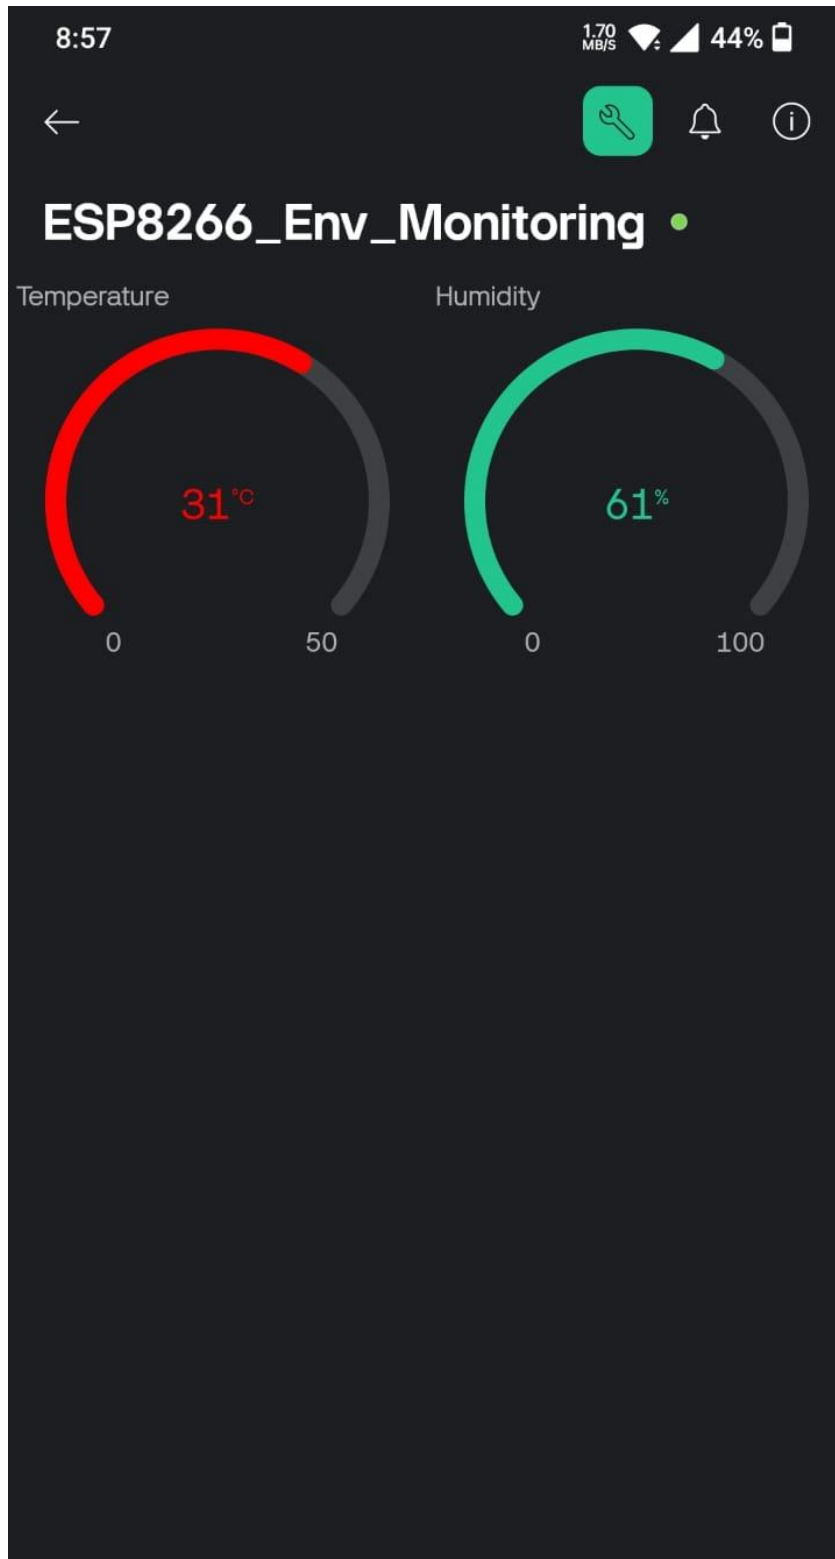 8:57 1.70 MB/S 44%
ESP8266_Env_Monitoring
Temperature Humidity
31°C 61%
0 50 0 100